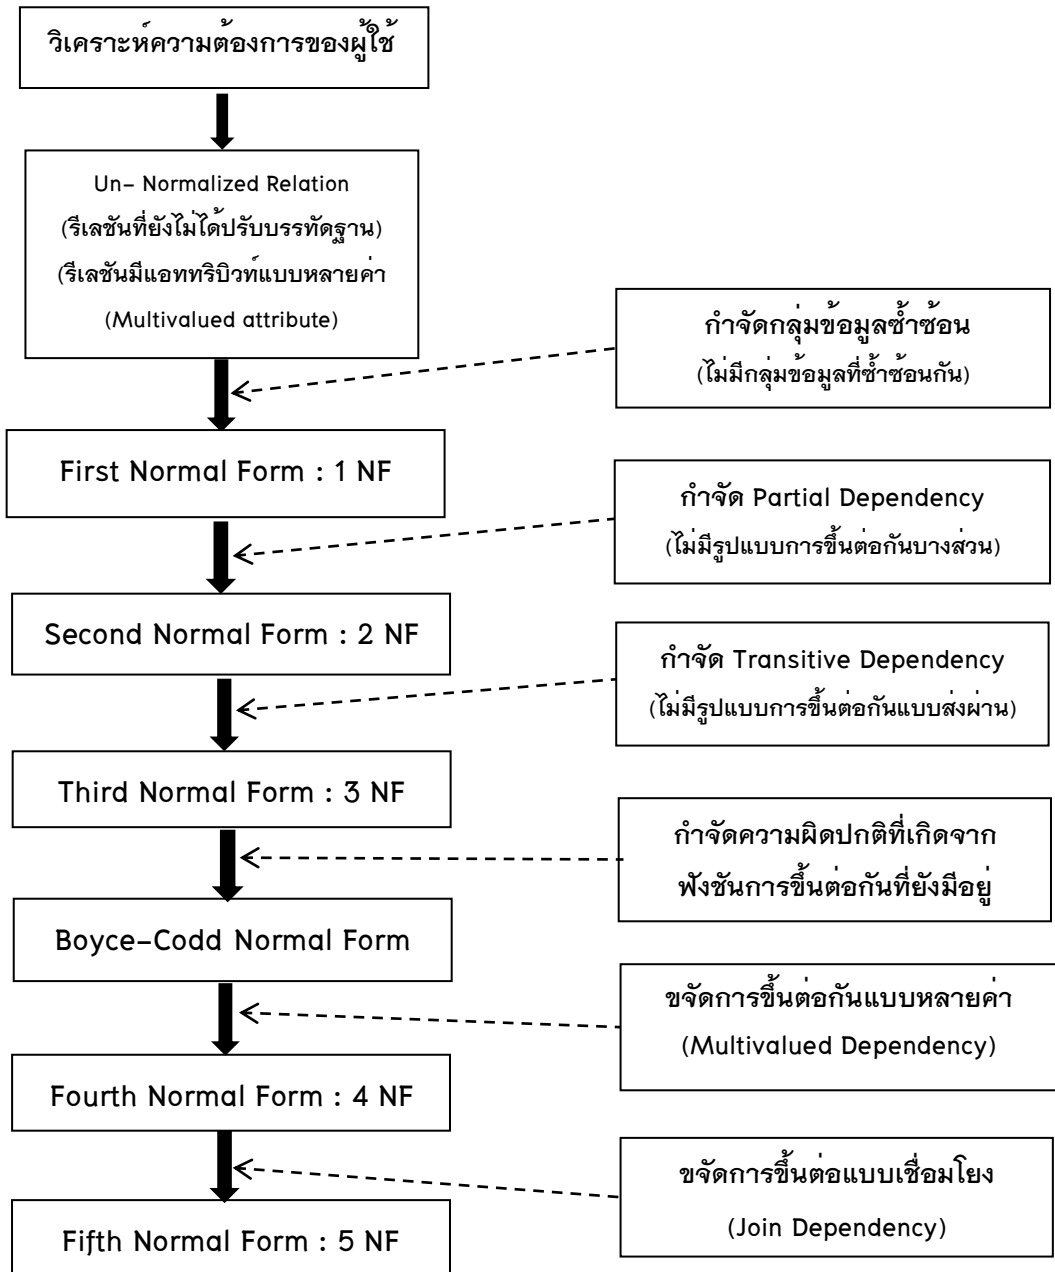 วิเคราะห์ความต้องการของผู้ใช้
Un- Normalized Relation
(รีเลชันที่ยังไม่ได้ปรับบรรทัดฐาน)
(รีเลชันมีแอททริบิวท์แบบหลายค่า
(Multivalued attribute)
กำจัดกลุ่มข้อมูลซ้ำซ้อน
(ไม่มีกลุ่มข้อมูลที่ซ้ำซ้อนกัน)
First Normal Form : 1 NF
กำจัด Partial Dependency
(ไม่มีรูปแบบการขึ้นต่อกันบางส่วน)
Second Normal Form : 2 NF
กำจัด Transitive Dependency
(ไม่มีรูปแบบการขึ้นต่อกันแบบส่งผ่าน)
Third Normal Form : 3 NF
กำจัดความผิดปกติที่เกิดจาก
ฟังชันการขึ้นต่อกันที่ยังมีอยู่
Boyce-Codd Normal Form
ขจัดการขึ้นต่อกันแบบหลายค่า
(Multivalued Dependency)
Fourth Normal Form : 4 NF
ขจัดการขึ้นต่อแบบเชื่อมโยง
(Join Dependency)
Fifth Normal Form : 5 NF